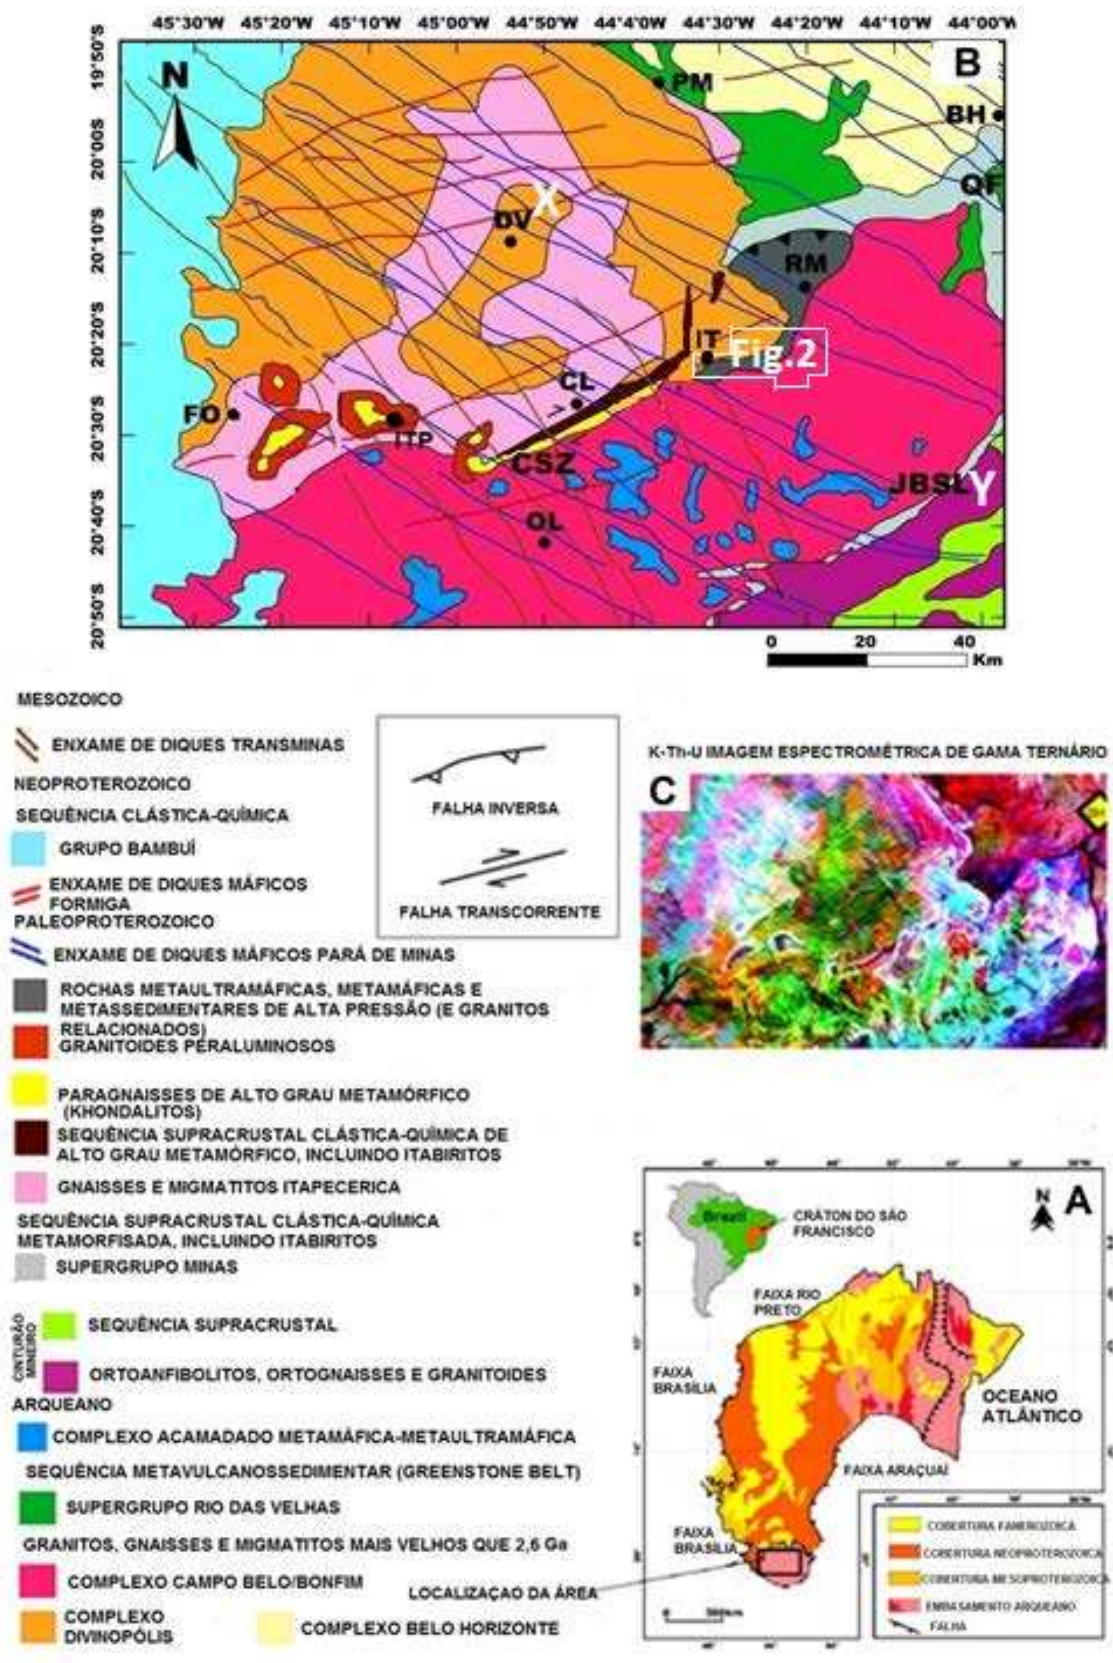 45°30'W 45°20'W 45°10'W 45°00'W 44°50'W 44°40'W 44°30'W 44°20'W 44°10'W 44°00'W
19°50'S
20°00'S
20°10'S
20°20'S
20°30'S
20°40'S
20°50'S
N
B
PM
BH
QF
X
DV
RM
IT
Fig.2
CL
FO
ITP
CSZ
JBSL
Y
OL
0 20 40
Km
MESOZOICO
ENXAME DE DIQUES TRANSMINAS
NEOPROTEROZOICO
SEQUÊNCIA CLÁSTICA-QUÍMICA
GRUPO BAMBUÍ
ENXAME DE DIQUES MÁFICOS
FORMIGA
PALEOPROTEROZOICO
ENXAME DE DIQUES MÁFICOS PARÁ DE MINAS
ROCHAS METAULTRAMÁFICAS, METAMÁFICAS E
METASSEDIMENTARES DE ALTA PRESSÃO (E GRANITOS
RELACIONADOS)
GRANITOIDES PERALUMINOSOS
PARAGNAISSES DE ALTO GRAU METAMÓRFICO
(KHONDALITOS)
SEQUÊNCIA SUPRACRUSTAL CLÁSTICA-QUÍMICA DE
ALTO GRAU METAMÓRFICO, INCLUINDO ITABIRITOS
GNAISSES E MIGMATITOS ITAPECERICA
SEQUÊNCIA SUPRACRUSTAL CLÁSTICA-QUÍMICA
METAMORFISADA, INCLUINDO ITABIRITOS
SUPERGRUPO MINAS
CINTURÃO
MINEIRO
SEQUÊNCIA SUPRACRUSTAL
ORTOANFIBOLITOS, ORTOGNAISSES E GRANITOIDES
ARQUEANO
COMPLEXO ACAMADADO METAMÁFICA-METAULTRAMÁFICA
SEQUÊNCIA METAVULCANOSSEDIMENTAR (GREENSTONE BELT)
SUPERGRUPO RIO DAS VELHAS
GRANITOS, GNAISSES E MIGMATITOS MAIS VELHOS QUE 2,6 Ga
COMPLEXO CAMPO BELO/BONFIM
COMPLEXO
DIVINOPÓLIS
COMPLEXO BELO HORIZONTE
FALHA INVERSA
FALHA TRANSCORRENTE
K-Th-U IMAGEM ESPECTROMÉTRICA DE GAMA TERNÁRIO
C
A
N
Brazil
CRÁTON DO SÃO
FRANCISCO
FAIXA RIO
PRETO
FAIXA
BRASÍLIA
OCEANO
ATLÂNTICO
FAIXA ARAÇUAÍ
FAIXA
BRASÍLIA
LOCALIZAÇAO DA ÁREA
COBERTURA FANEROZOICA
COBERTURA NEOPROTEROZOICA
COBERTURA MESOPROTEROZOICA
EMBASAMENTO ARQUEANO
FALHA